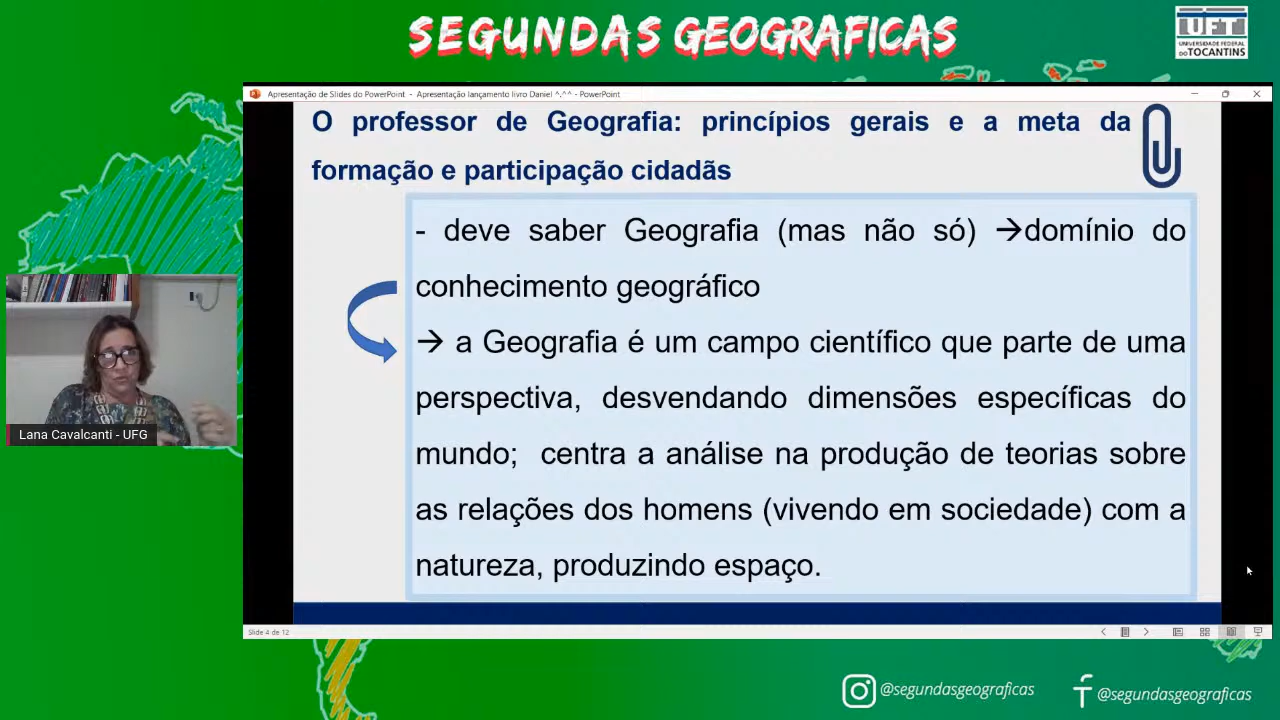 SEGUNDAS GEOGRAFICAS
UFT
UNIVERSIDADE FEDERAL
DO TOCANTINS
Apresentação de Slides do PowerPoint - Apresentação lançamento livro Daniel ^.^^ - PowerPoint
O professor de Geografia: princípios gerais e a meta da
formação e participação cidadãs
- deve saber Geografia (mas não só) →domínio do
conhecimento geográfico
→ a Geografia é um campo científico que parte de uma
perspectiva, desvendando dimensões específicas do
mundo; centra a análise na produção de teorias sobre
as relações dos homens (vivendo em sociedade) com a
natureza, produzindo espaço.
Lana Cavalcanti - UFG
Slide 4 de 12
@segundasgeograficas
@segundasgeograficas